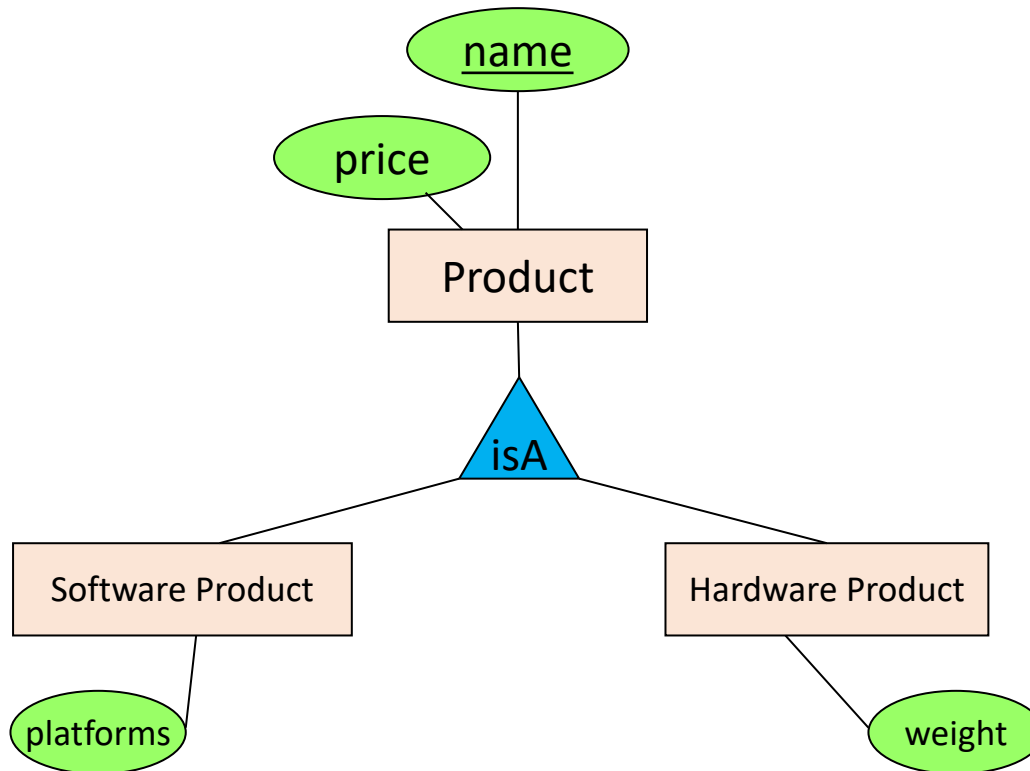 name
price
Product
isA
Software Product
Hardware Product
platforms
weight